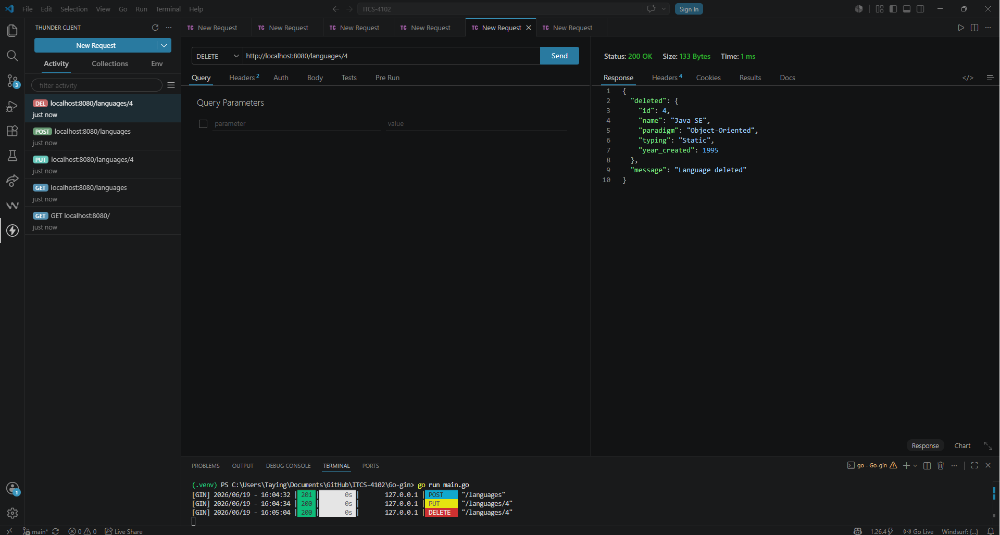 File Edit Selection View Go Run Terminal Help
ITCS-4102
Sign In
THUNDER CLIENT
New Request
Activity Collections Env
filter activity
DEL localhost:8080/languages/4
just now
POST localhost:8080/languages
just now
PUT localhost:8080/languages/4
just now
GET localhost:8080/languages
just now
GET GET localhost:8080/
just now
TC New Request TC New Request TC New Request TC New Request TC New Request TC New Request
DELETE http://localhost:8080/languages/4 Send
Query Headers 2 Auth Body Tests Pre Run
Query Parameters
parameter value
Status: 200 OK Size: 133 Bytes Time: 1 ms
Response Headers 4 Cookies Results Docs
</>
1 {
2 "deleted": {
3 "id": 4,
4 "name": "Java SE",
5 "paradigm": "Object-Oriented",
6 "typing": "Static",
7 "year_created": 1995
8 },
9 "message": "Language deleted"
10 }
Response Chart
PROBLEMS OUTPUT DEBUG CONSOLE TERMINAL PORTS
go - Go-gin
(.venv) PS C:\Users\Taying\Documents\GitHub\ITCS-4102\Go-gin> go run main.go
[GIN] 2026/06/19 - 16:04:32 | 201 | 0s | 127.0.0.1 | POST "/languages"
[GIN] 2026/06/19 - 16:04:34 | 200 | 0s | 127.0.0.1 | PUT "/languages/4"
[GIN] 2026/06/19 - 16:05:04 | 200 | 0s | 127.0.0.1 | DELETE "/languages/4"
3
1
main* 0 0 Live Share
1.26.4 Go Live Windsurf: {...}